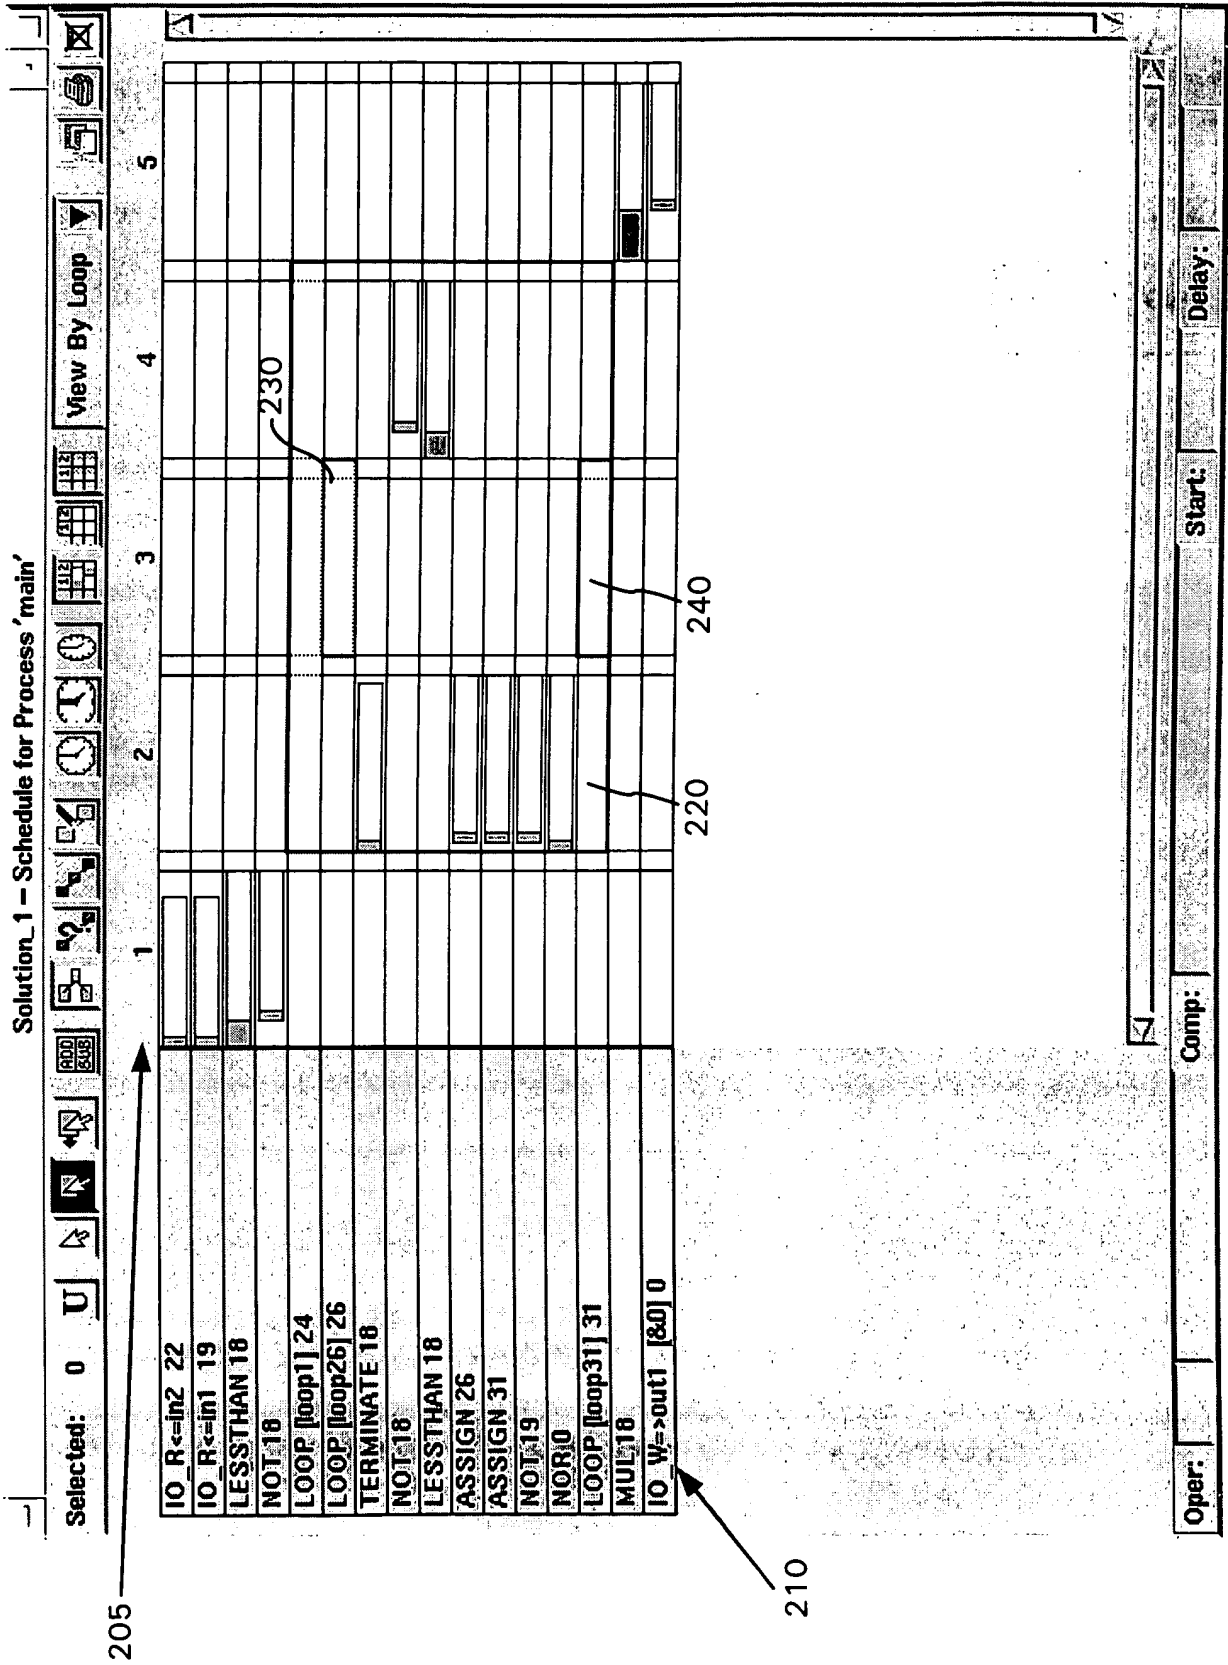 Solution_1 – Schedule for Process 'main'
Selected: 0 U ADD SUB View By Loop
1 2 3 4 5
IO_R<=in2 22
IO_R<=in1 19
LESSTHAN 18
NOT 18
LOOP [loop1] 24
LOOP [loop26] 26
TERMINATE 18
NOT 18
LESSTHAN 18
ASSIGN 26
ASSIGN 31
NOT 19
NOR 0
LOOP [loop31] 31
MUL 18
IO_W=>out1 [&0] 0
Oper: Comp: Start: Delay:
205
210
220
230
240